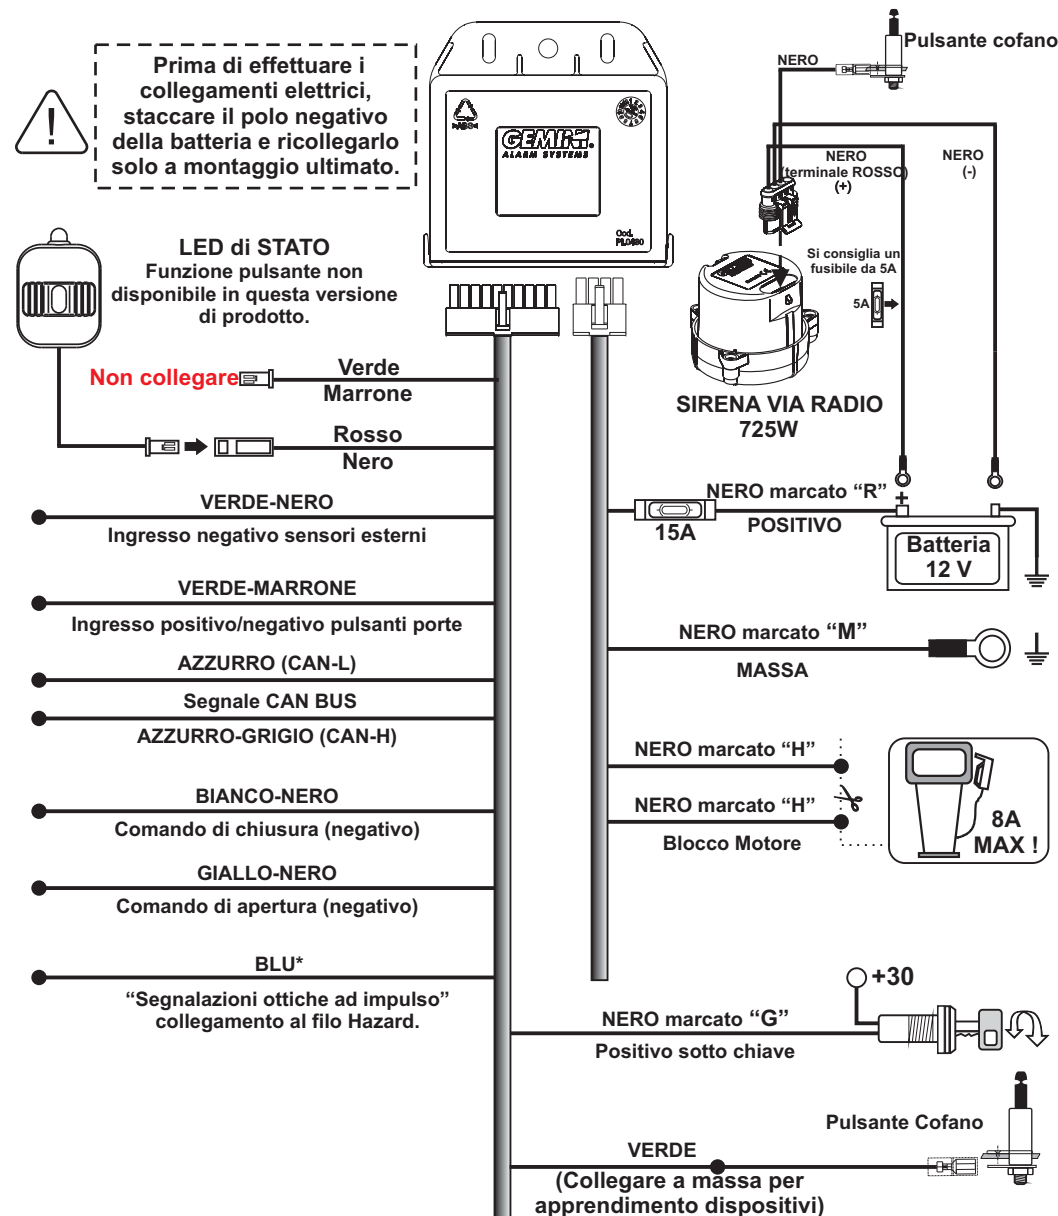 Prima di effettuare i
collegamenti elettrici,
staccare il polo negativo
della batteria e ricollegarlo
solo a montaggio ultimato.
>ABS<
GEMINI.
ALARM SYSTEMS
Cod.
NERO
Pulsante cofano
NERO
(terminale ROSSO)
(+)
NERO
(-)
Si consiglia un
fusibile da 5A
5A
SIRENA VIA RADIO
725W
LED di STATO
Funzione pulsante non
disponibile in questa versione
di prodotto.
Non collegare
Verde
Marrone
Rosso
Nero
VERDE-NERO
Ingresso negativo sensori esterni
VERDE-MARRONE
Ingresso positivo/negativo pulsanti porte
AZZURRO (CAN-L)
Segnale CAN BUS
AZZURRO-GRIGIO (CAN-H)
BIANCO-NERO
Comando di chiusura (negativo)
GIALLO-NERO
Comando di apertura (negativo)
BLU*
“Segnalazioni ottiche ad impulso”
collegamento al filo Hazard.
NERO marcato “R”
15A
POSITIVO
+
Batteria
12 V
NERO marcato “M”
MASSA
NERO marcato “H”
NERO marcato “H”
Blocco Motore
8A
MAX !
+30
NERO marcato “G”
Positivo sotto chiave
Pulsante Cofano
VERDE
(Collegare a massa per
apprendimento dispositivi)